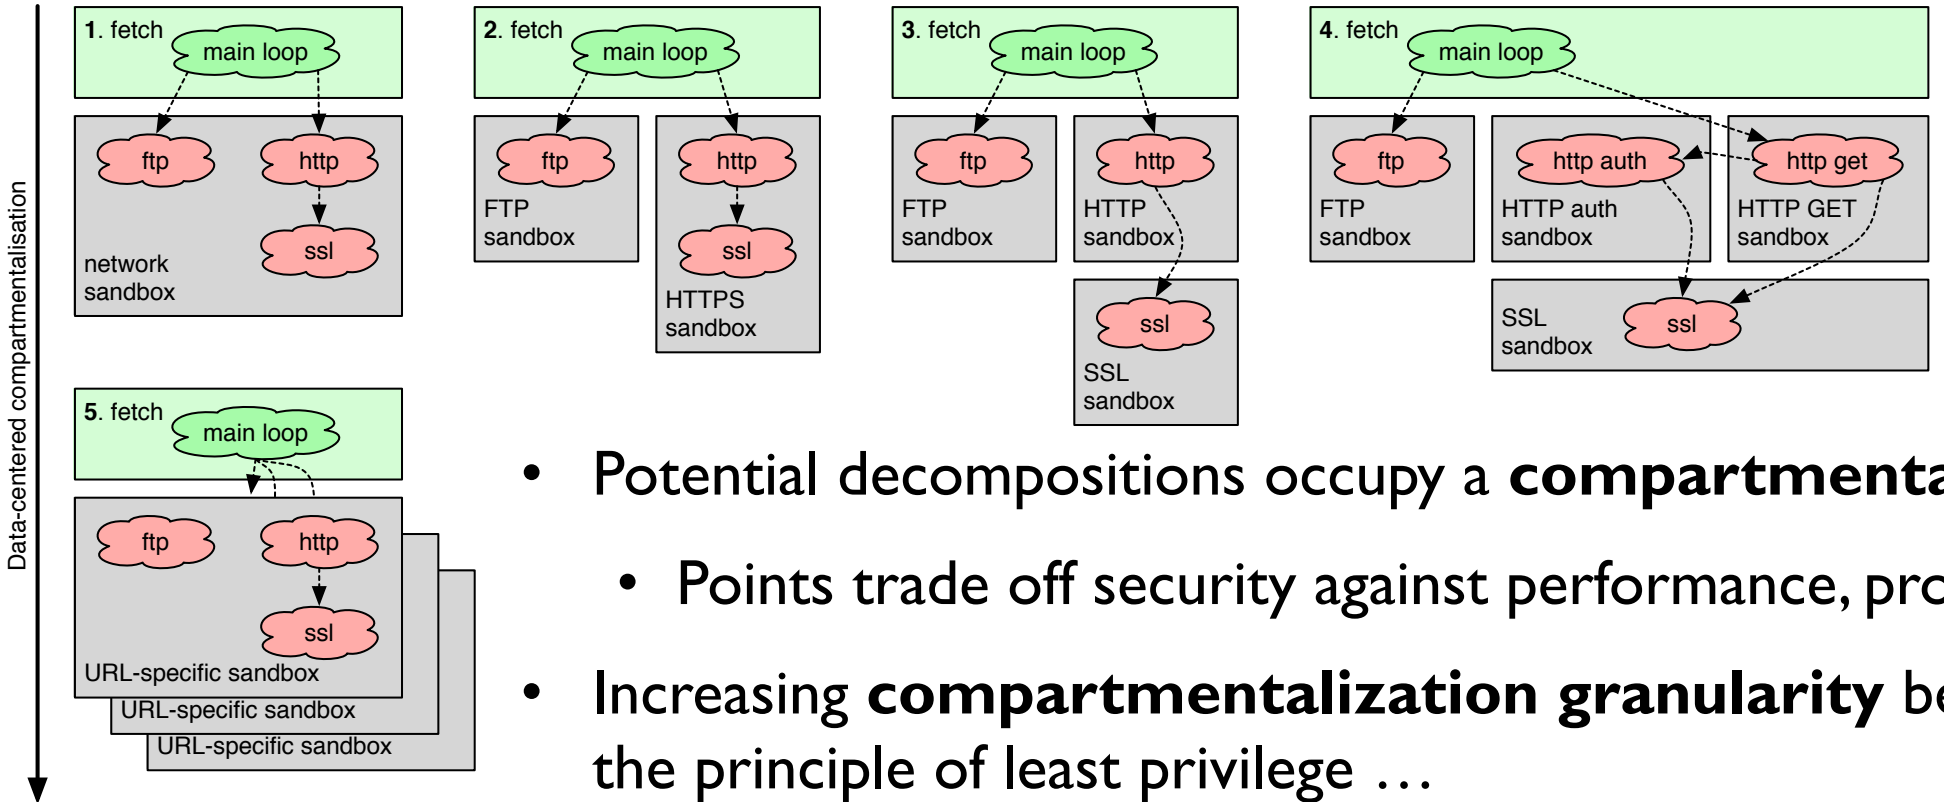 Data-centered compartmentalisation
1. fetch
main loop
ftp
http
ssl
network
sandbox
2. fetch
main loop
ftp
FTP
sandbox
http
ssl
HTTPS
sandbox
3. fetch
main loop
ftp
FTP
sandbox
http
HTTP
sandbox
ssl
SSL
sandbox
4. fetch
main loop
ftp
FTP
sandbox
http auth
HTTP auth
sandbox
http get
HTTP GET
sandbox
SSL
sandbox
ssl
5. fetch
main loop
ftp
http
ssl
URL-specific sandbox
URL-specific sandbox
URL-specific sandbox
• Potential decompositions occupy a
• Points trade off security against performance,
• Increasing compartmentalization granularity
the principle of least privilege …